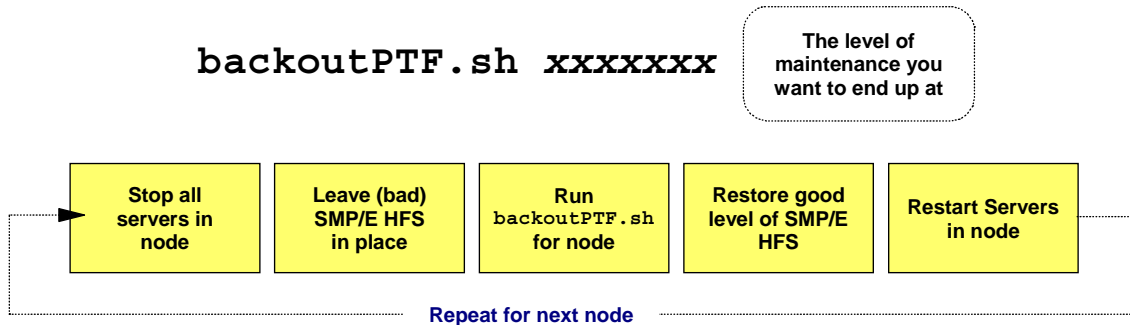 backoutPTF.sh xxxxxxx
The level of
maintenance you
want to end up at
Stop all
servers in
node
Leave (bad)
SMP/E HFS
in place
Run
backoutPTF.sh
for node
Restore good
level of SMP/E
HFS
Restart Servers
in node
Repeat for next node